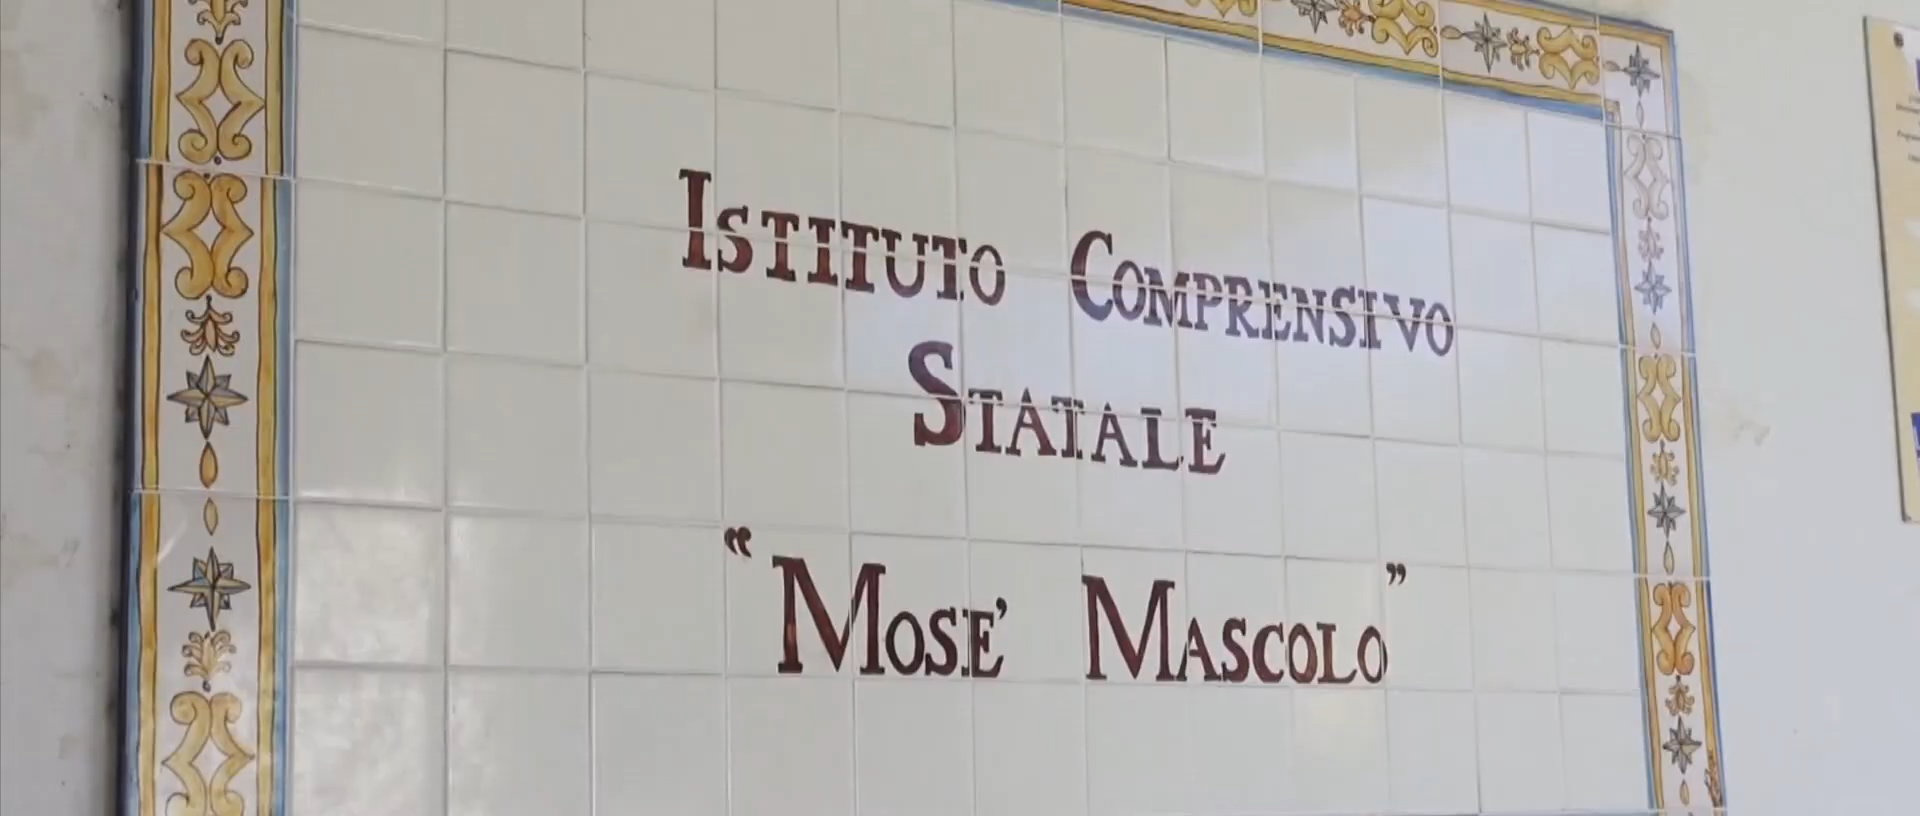 ISTITUTO COMPRENSIVO
STATALE
“MOSE’ MASCOLO”